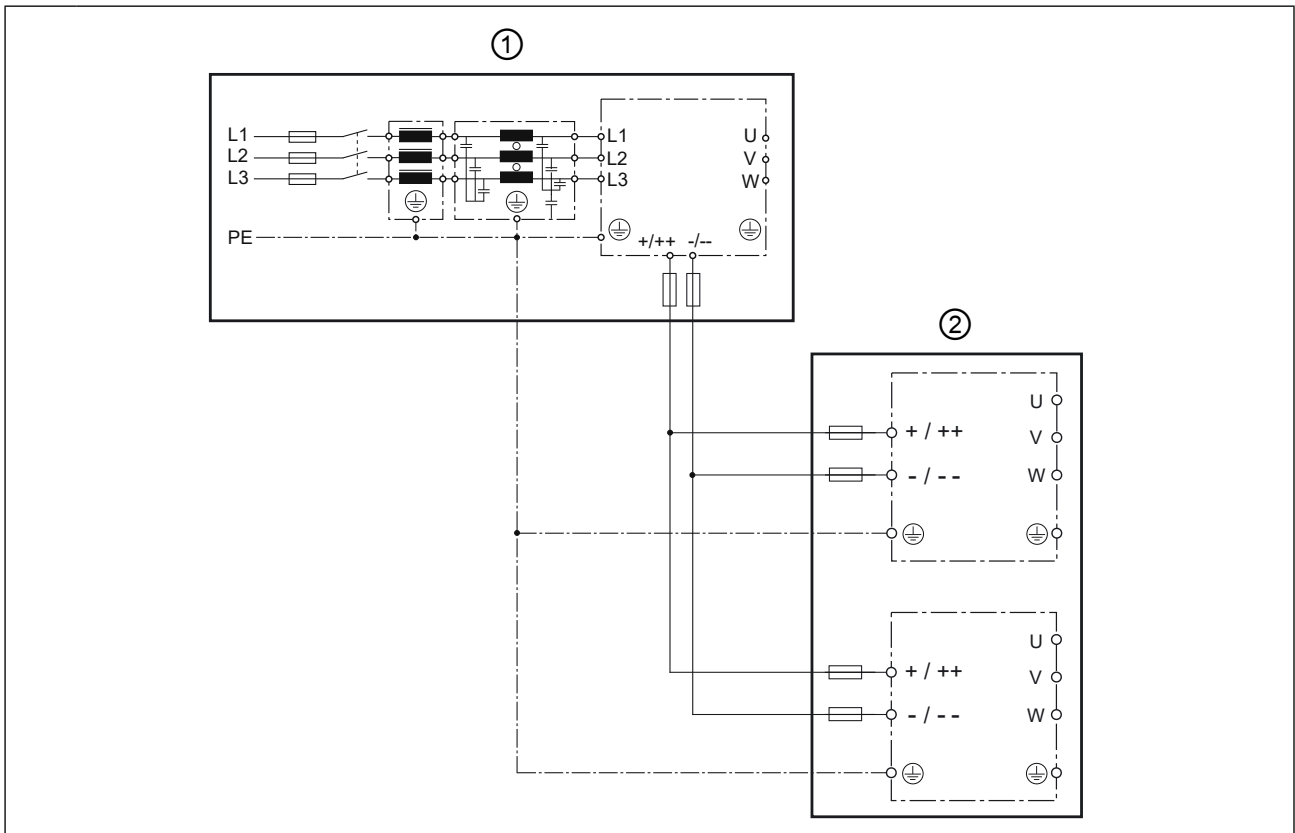 ①
L1
L2
L3
PE
L1
L2
L3
U
V
W
+/++ -/--
②
U
+ / ++
V
- / - -
W
U
+ / ++
V
- / - -
W